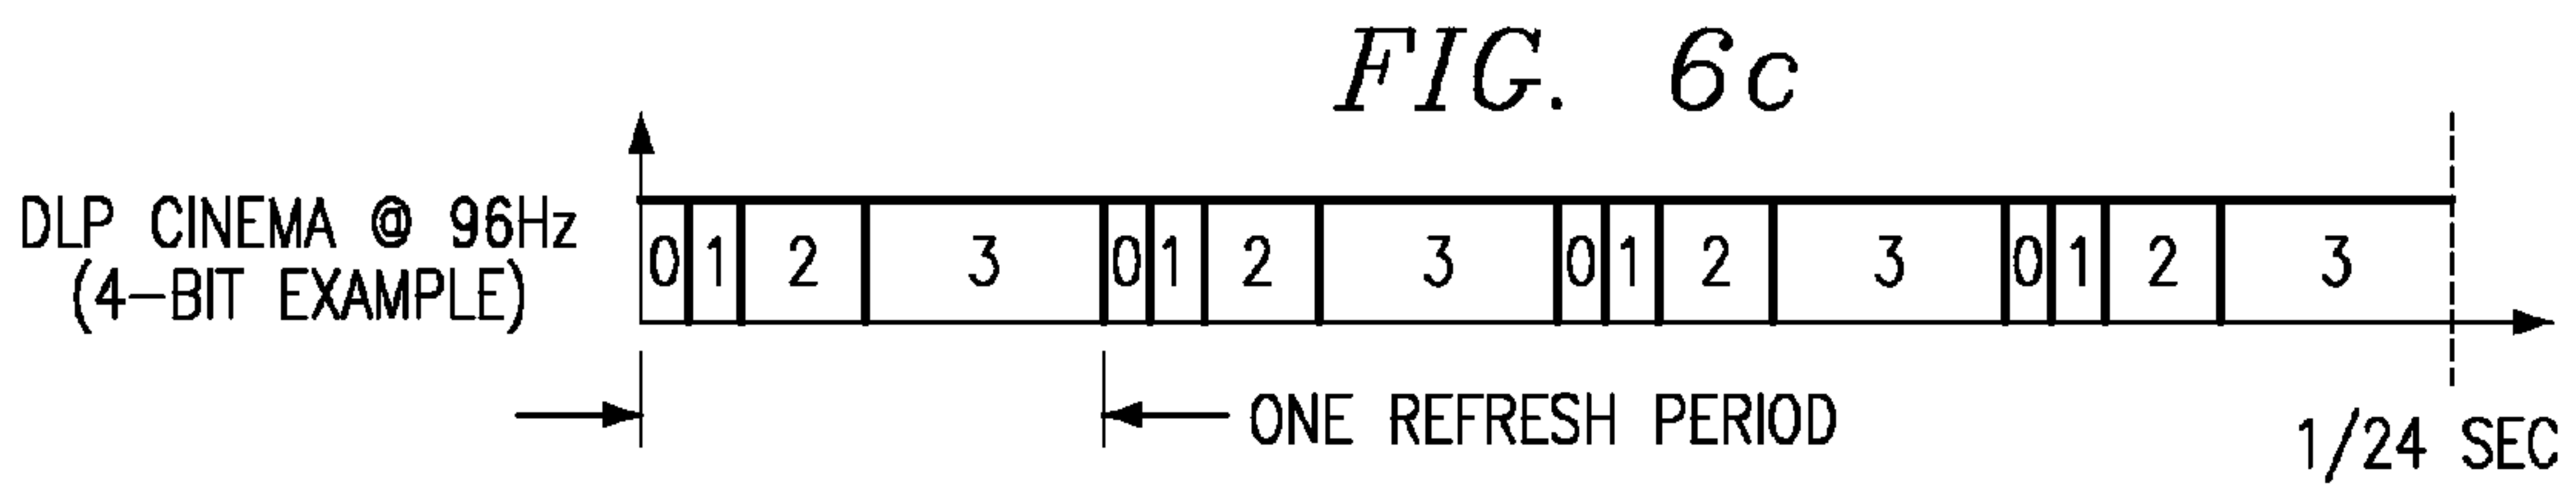 FIG. 6c
DLP CINEMA @ 96Hz
(4-BIT EXAMPLE)
0 1 2 3 0 1 2 3 0 1 2 3 0 1 2 3
ONE REFRESH PERIOD
1/24 SEC